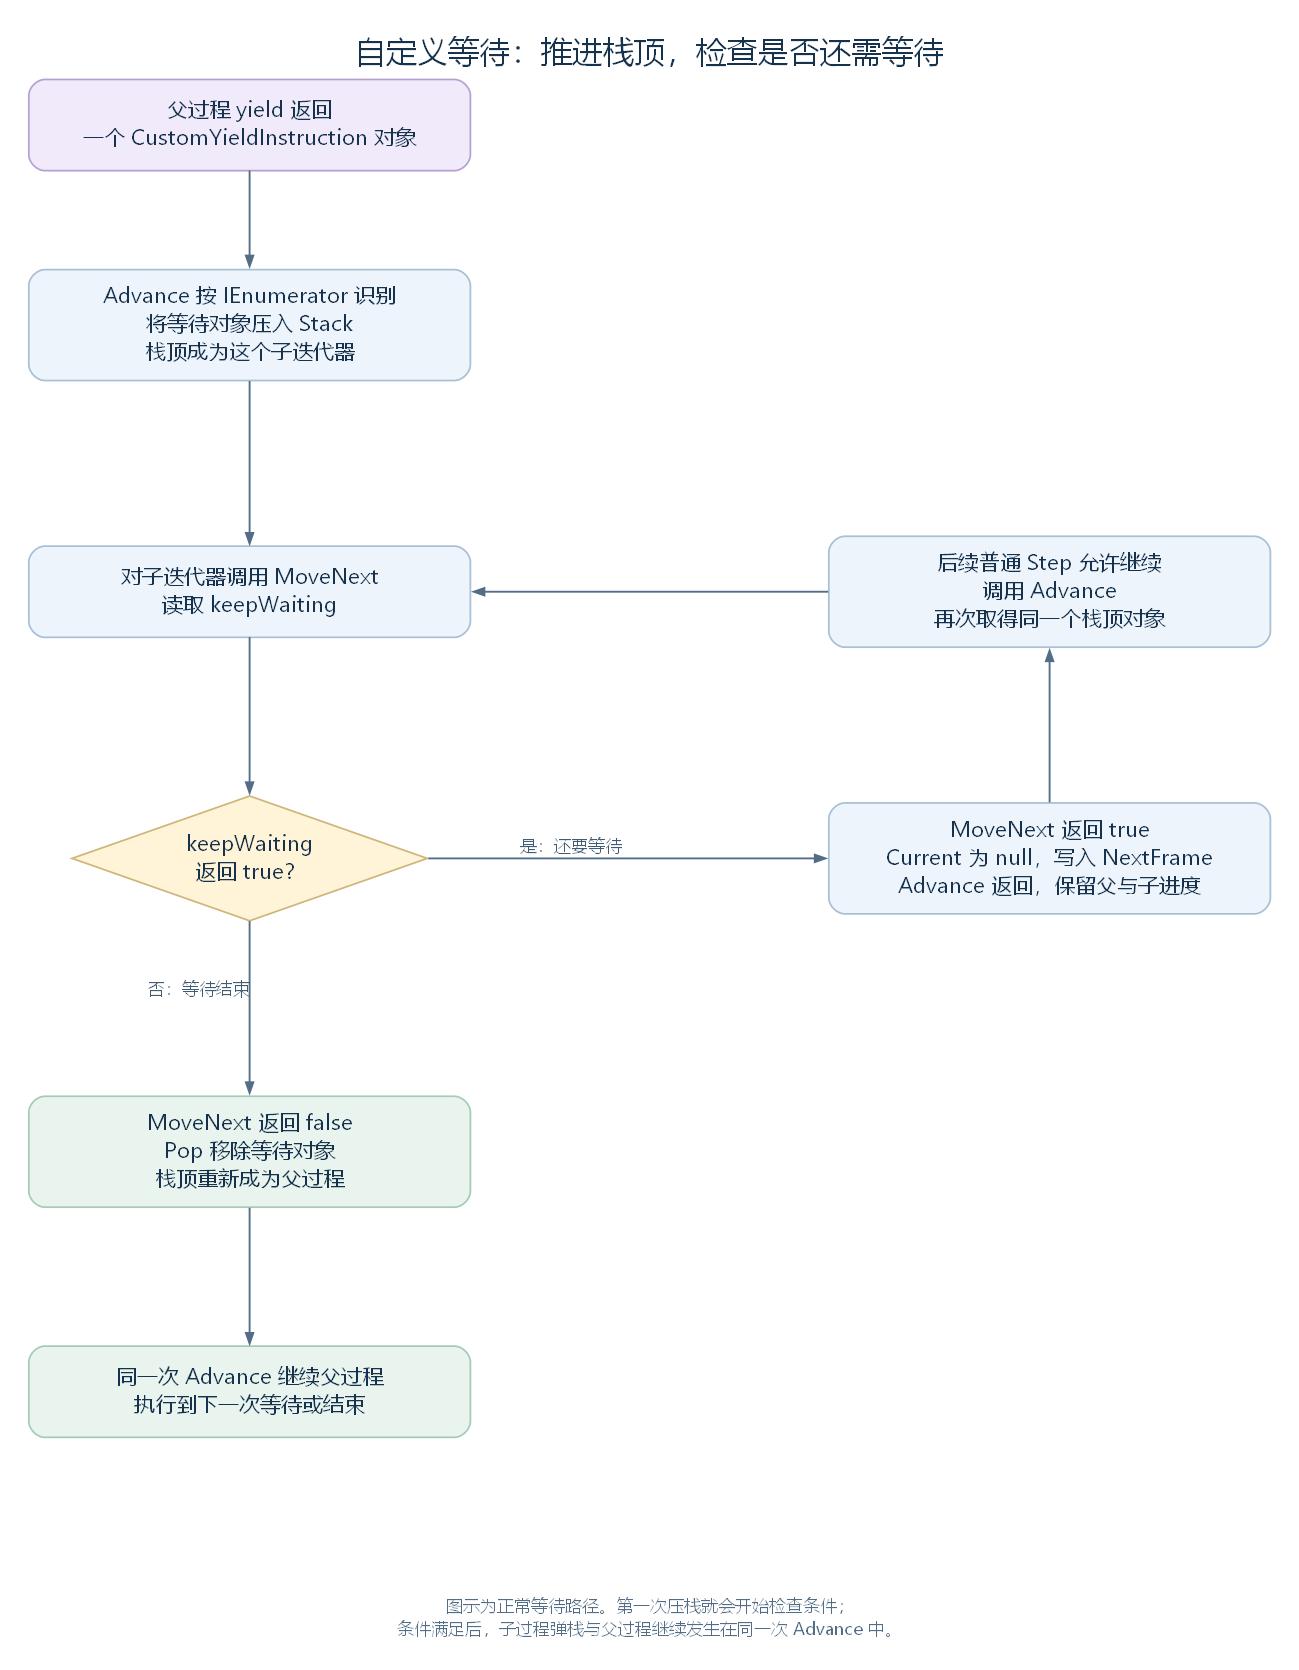 自定义等待：推进栈顶，检查是否还需等待
父过程 yield 返回
一个 CustomYieldInstruction 对象
Advance 按 IEnumerator 识别
将等待对象压入 Stack
栈顶成为这个子迭代器
对子迭代器调用 MoveNext
读取 keepWaiting
后续普通 Step 允许继续
调用 Advance
再次取得同一个栈顶对象
keepWaiting
返回 true？
是：还要等待
MoveNext 返回 true
Current 为 null，写入 NextFrame
Advance 返回，保留父与子进度
否：等待结束
MoveNext 返回 false
Pop 移除等待对象
栈顶重新成为父过程
同一次 Advance 继续父过程
执行到下一次等待或结束
图示为正常等待路径。第一次压栈就会开始检查条件；
条件满足后，子过程弹栈与父过程继续发生在同一次 Advance 中。